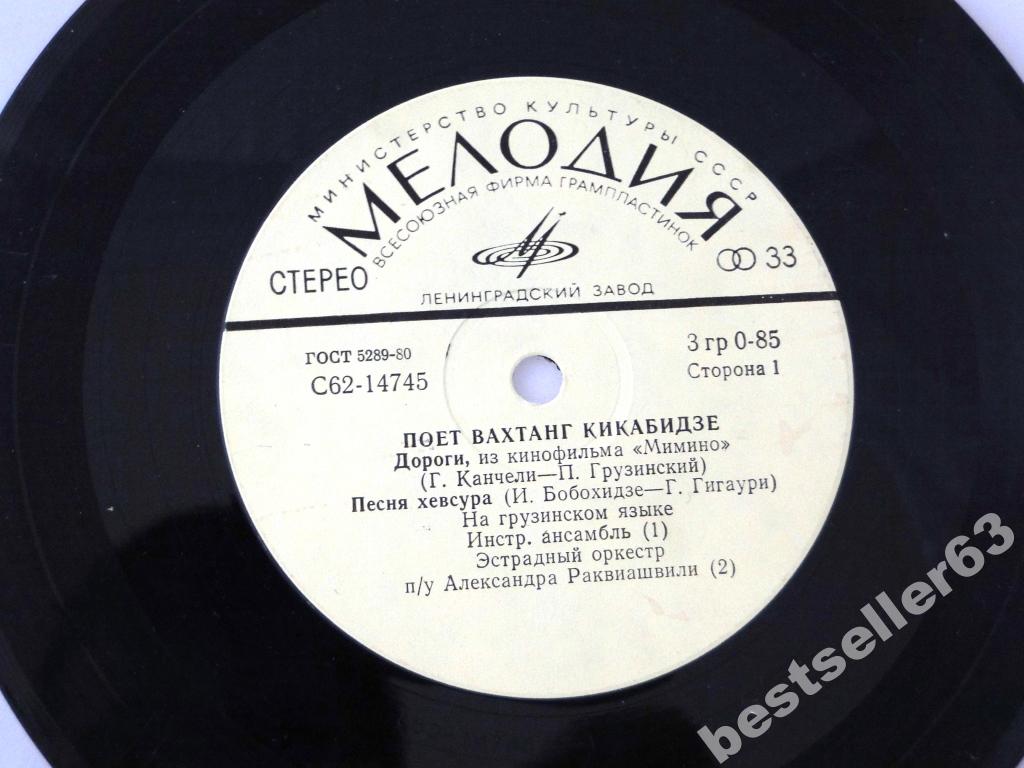 МИНИСТЕРСТВО КУЛЬТУРЫ СССР
МЕЛОДИЯ
ВСЕСОЮЗНАЯ ФИРМА ГРАМПЛАСТИНОК
СТЕРЕО
33
ЛЕНИНГРАДСКИЙ ЗАВОД
ГОСТ 5289-80
3 гр 0-85
С62-14745
Сторона 1
ПОЕТ ВАХТАНГ КИКАБИДЗЕ
Дороги, из кинофильма «Мимино»
(Г. Канчели—П. Грузинский)
Песня хевсура (И. Бобохидзе—Г. Гигаури)
На грузинском языке
Инстр. ансамбль (1)
Эстрадный оркестр
п/у Александра Раквиашвили (2)
bestseller63